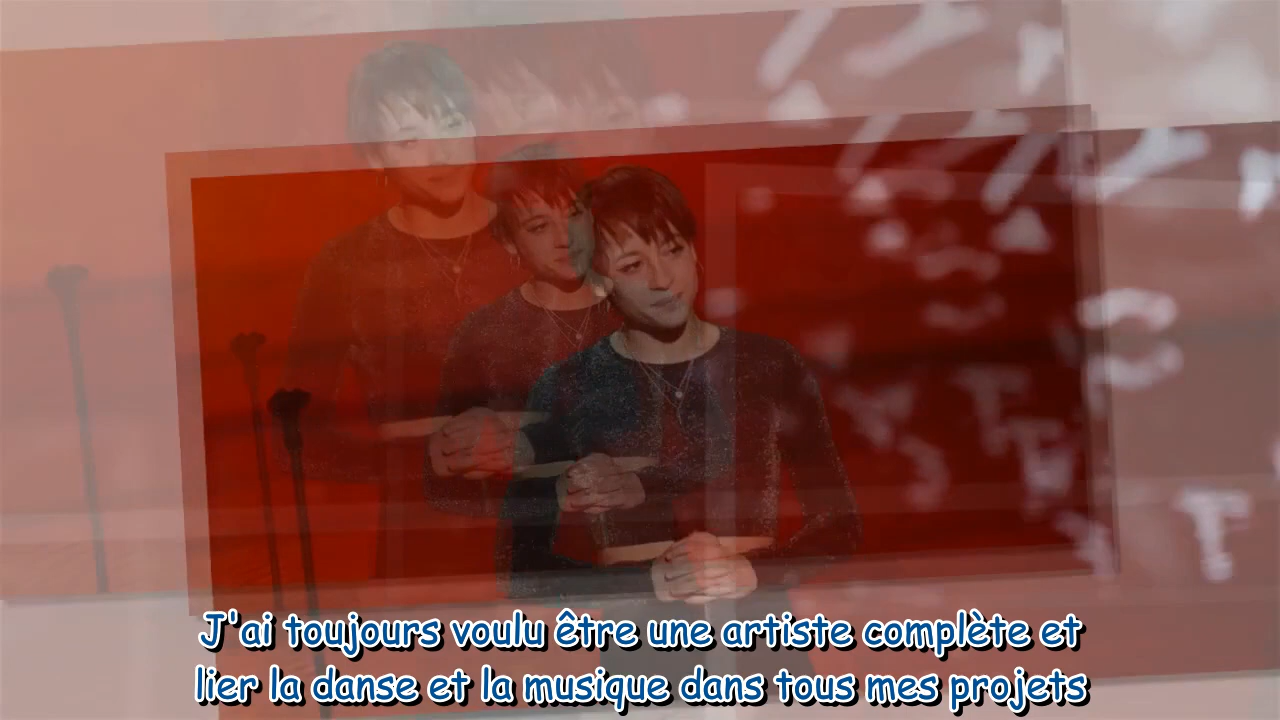 J'ai toujours voulu être une artiste complète et
lier la danse et la musique dans tous mes projets